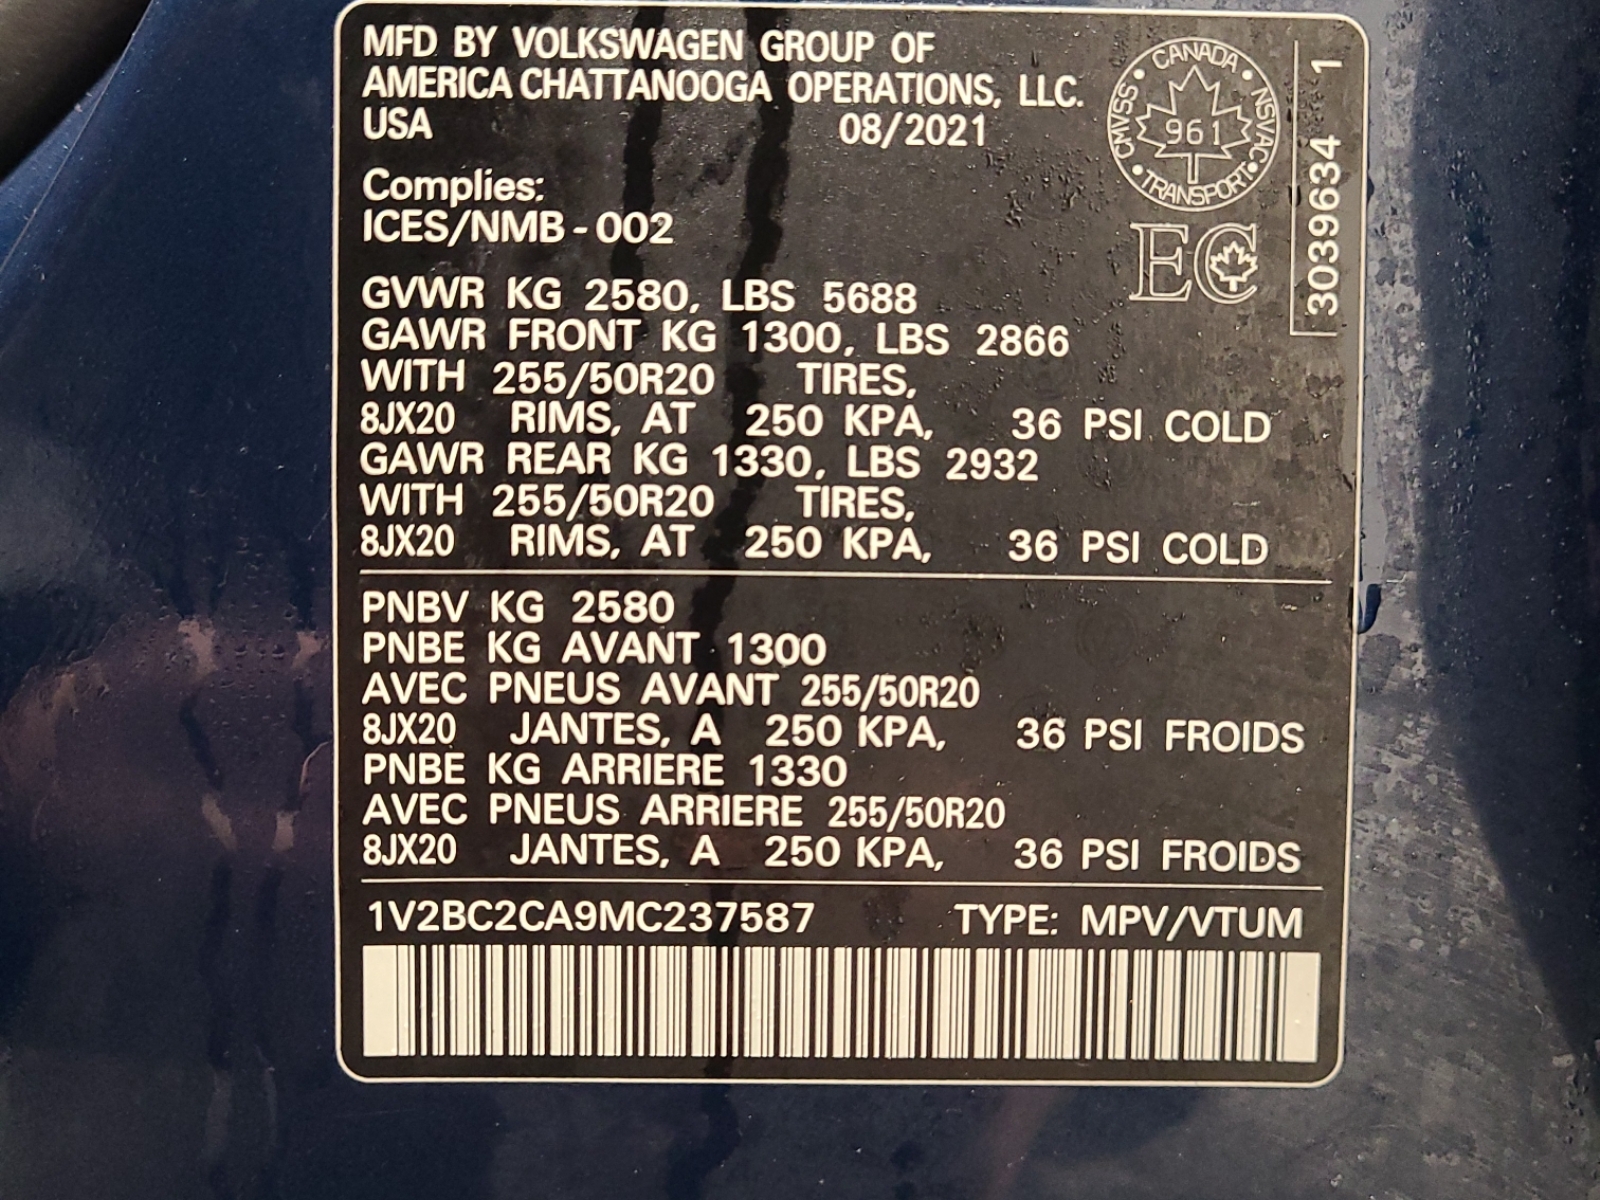 MFD BY VOLKSWAGEN GROUP OF
AMERICA CHATTANOOGA OPERATIONS, LLC.
USA 08/2021
CANADA
CMVSS 961 NSVAC
TRANSPORT
3039634 1
Complies:
ICES/NMB-002
EC
GVWR KG 2580, LBS 5688
GAWR FRONT KG 1300, LBS 2866
WITH 255/50R20 TIRES,
8JX20 RIMS, AT 250 KPA, 36 PSI COLD
GAWR REAR KG 1330, LBS 2932
WITH 255/50R20 TIRES,
8JX20 RIMS, AT 250 KPA, 36 PSI COLD
PNBV KG 2580
PNBE KG AVANT 1300
AVEC PNEUS AVANT 255/50R20
8JX20 JANTES, A 250 KPA, 36 PSI FROIDS
PNBE KG ARRIERE 1330
AVEC PNEUS ARRIERE 255/50R20
8JX20 JANTES, A 250 KPA, 36 PSI FROIDS
1V2BC2CA9MC237587 TYPE: MPV/VTUM